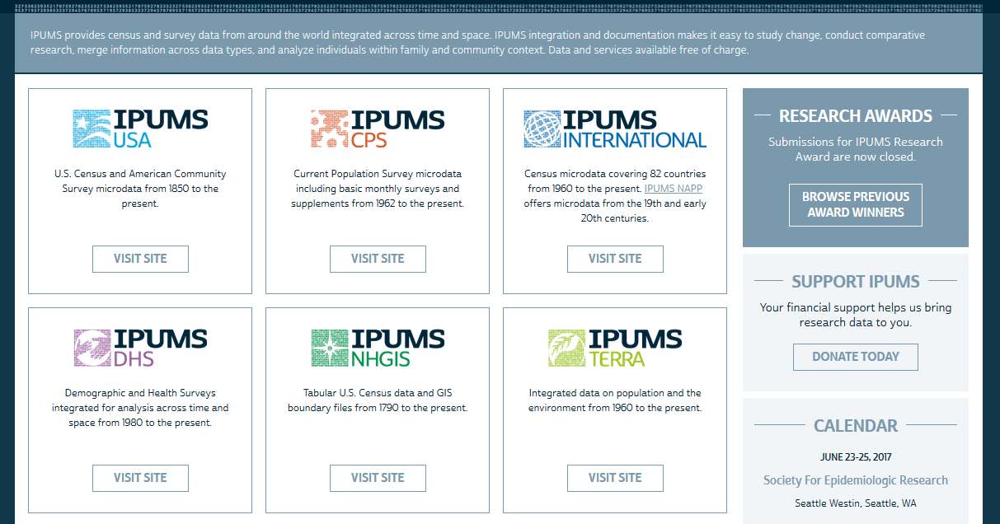 IPUMS provides census and survey data from around the world integrated across time and space. IPUMS integration and documentation makes it easy to study change, conduct comparative
research, merge information across data types, and analyze individuals within family and community context. Data and services available free of charge.
IPUMS
USA
U.S. Census and American Community
Survey microdata from 1850 to the
present.
VISIT SITE
IPUMS
CPS
Current Population Survey microdata
including basic monthly surveys and
supplements from 1962 to the present.
VISIT SITE
IPUMS
INTERNATIONAL
Census microdata covering 82 countries
from 1960 to the present. IPUMS NAPP
offers microdata from the 19th and early
20th centuries.
VISIT SITE
IPUMS
DHS
Demographic and Health Surveys
integrated for analysis across time and
space from 1980 to the present.
VISIT SITE
IPUMS
NHGIS
Tabular U.S. Census data and GIS
boundary files from 1790 to the present.
VISIT SITE
IPUMS
TERRA
Integrated data on population and the
environment from 1960 to the present.
VISIT SITE
RESEARCH AWARDS
Submissions for IPUMS Research
Award are now closed.
BROWSE PREVIOUS
AWARD WINNERS
SUPPORT IPUMS
Your financial support helps us bring
research data to you.
DONATE TODAY
CALENDAR
JUNE 23-25, 2017
Society For Epidemiologic Research
Seattle Westin, Seattle, WA